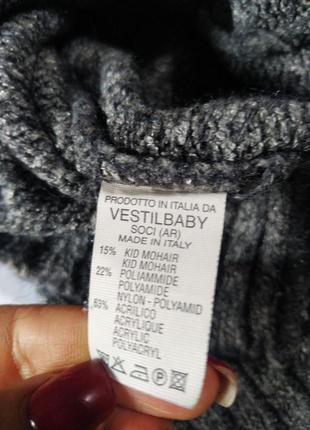 PRODOTTO IN ITALIA DA
VESTILBABY
SOCI (AR)
MADE IN ITALY
15% KID MOHAIR
KID MOHAIR
22% POLIAMMIDE
POLYAMIDE
NYLON - POLYAMID
63% ACRILICO
ACRYLIQUE
ACRYLIC
POLYACRYL